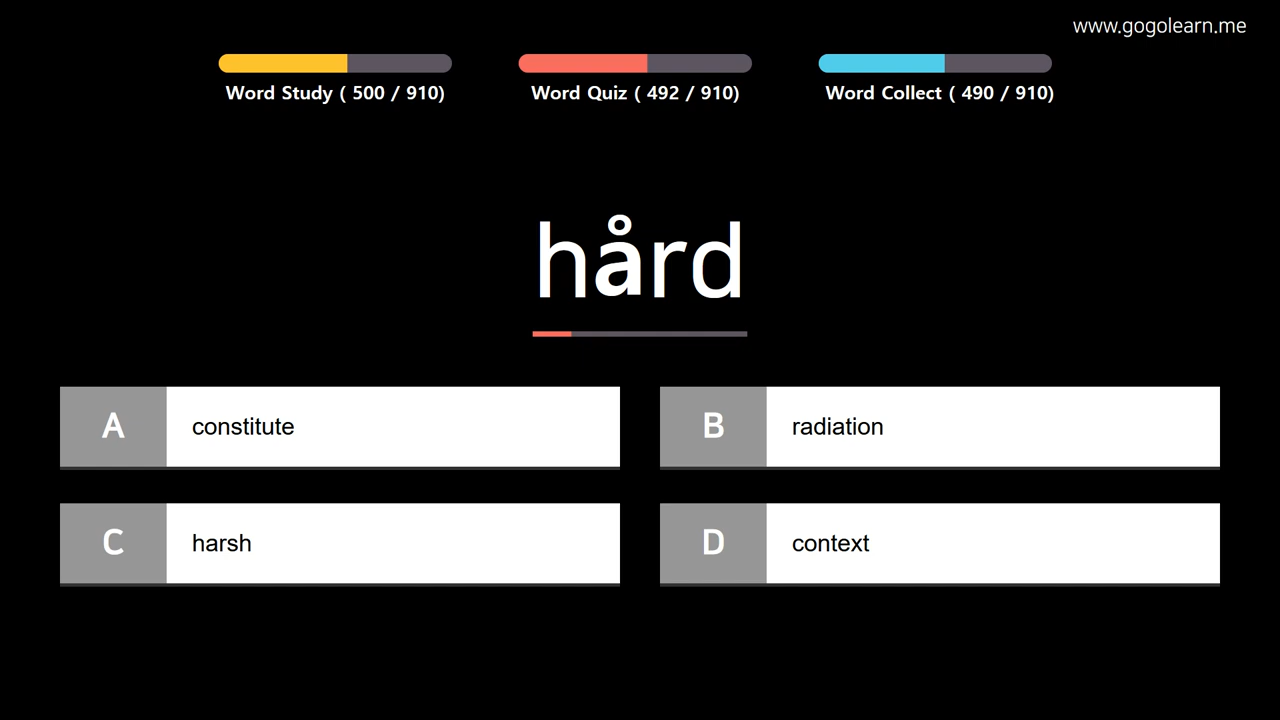 www.gogolearn.me
Word Study ( 500 / 910)
Word Quiz ( 492 / 910)
Word Collect ( 490 / 910)
hård
A constitute
B radiation
C harsh
D context